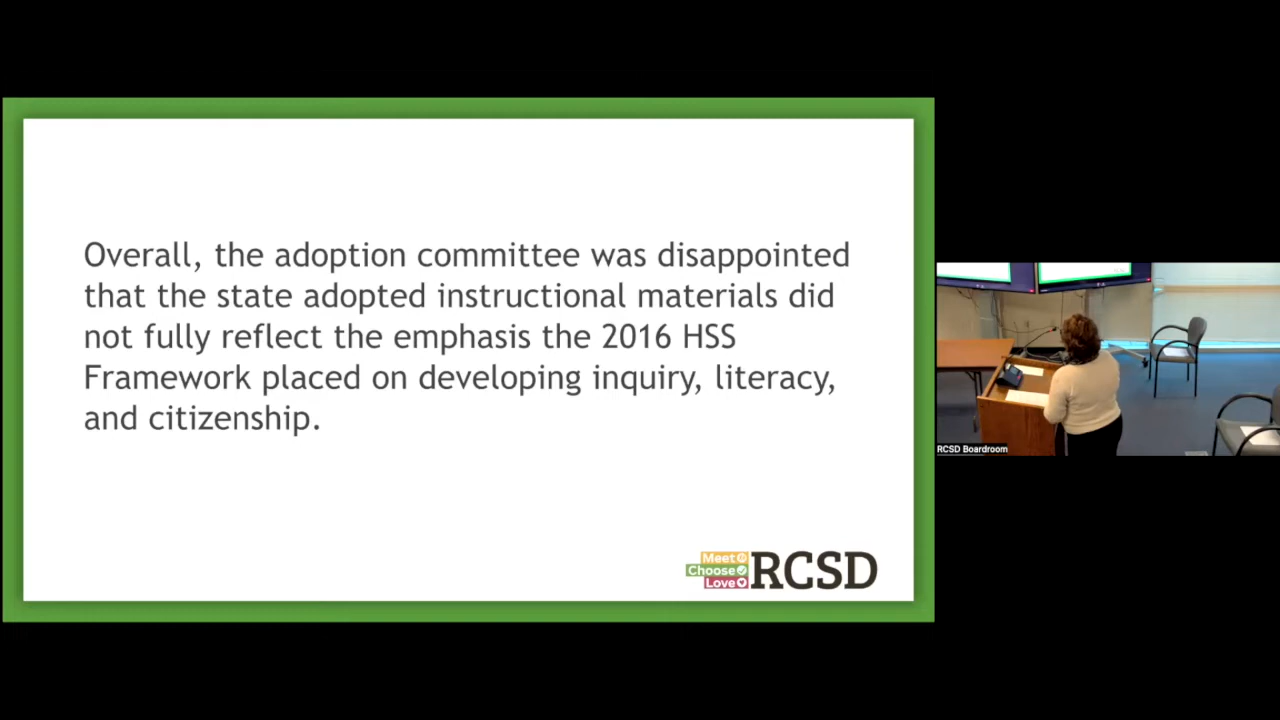 Overall, the adoption committee was disappointed
that the state adopted instructional materials did
not fully reflect the emphasis the 2016 HSS
Framework placed on developing inquiry, literacy,
and citizenship.
Meet
Choose
Love
RCSD
RCSD Boardroom